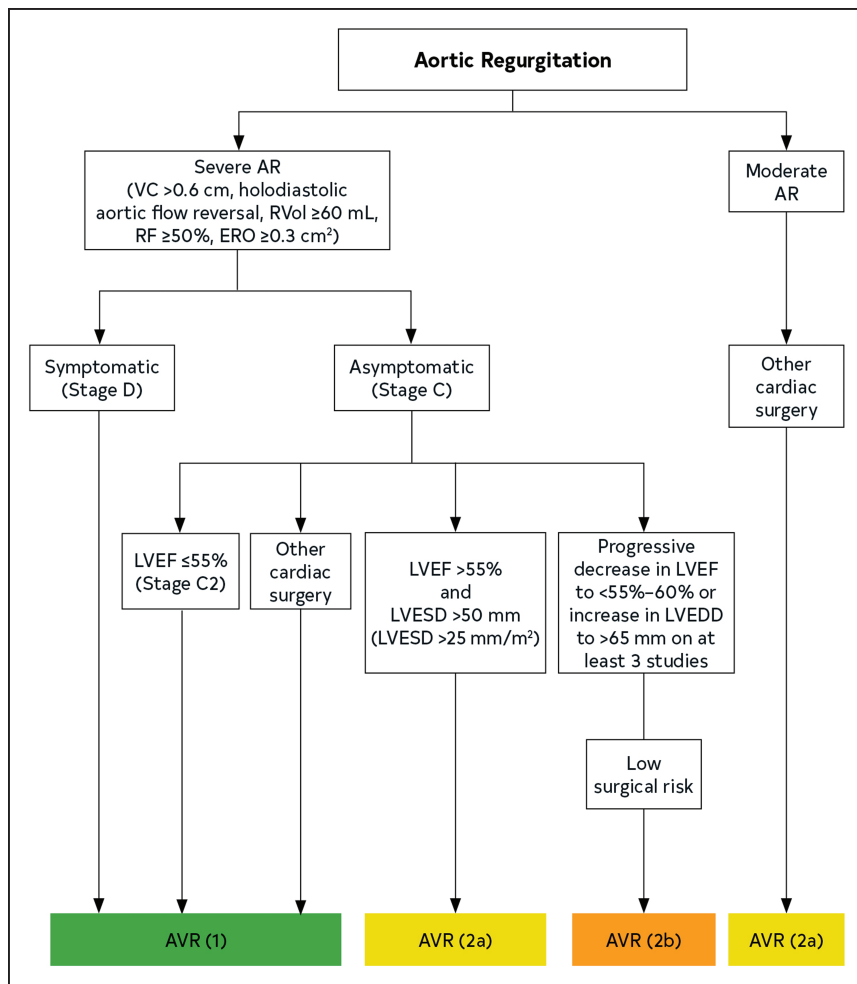 Aortic Regurgitation
Severe AR
(VC >0.6 cm, holodiastolic
aortic flow reversal, RVol ≥60 mL,
RF ≥50%, ERO ≥0.3 cm²)
Moderate
AR
Symptomatic
(Stage D)
Asymptomatic
(Stage C)
Other
cardiac
surgery
LVEF ≤55%
(Stage C2)
Other
cardiac
surgery
LVEF >55%
and
LVESD >50 mm
(LVESD >25 mm/m²)
Progressive
decrease in LVEF
to <55%–60% or
increase in LVEDD
to >65 mm on at
least 3 studies
Low
surgical risk
AVR (1)
AVR (2a)
AVR (2b)
AVR (2a)